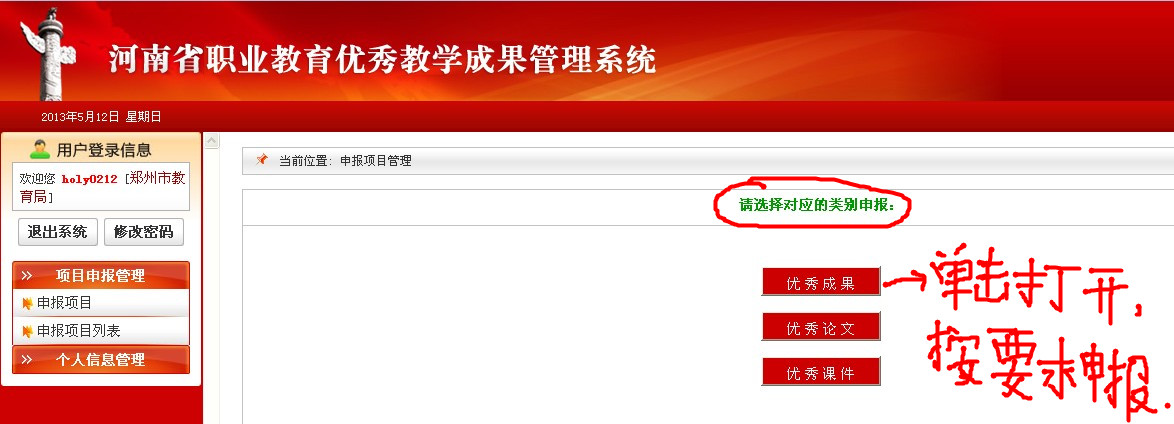 河南省职业教育优秀教学成果管理系统
2013年5月12日 星期日
用户登录信息
欢迎您 holy0212 [郑州市教
育局]
退出系统 修改密码
项目申报管理
申报项目
申报项目列表
个人信息管理
当前位置: 申报项目管理
请选择对应的类别申报:
优秀成果
优秀论文
优秀课件
单击打开,
按要求申报.